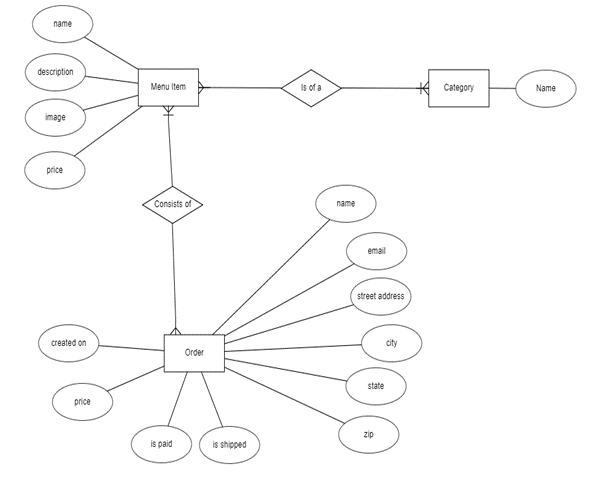 name
description
Menu Item
Is of a
Category
Name
image
price
Consists of
name
email
street address
created on
Order
city
price
state
is paid
is shipped
zip